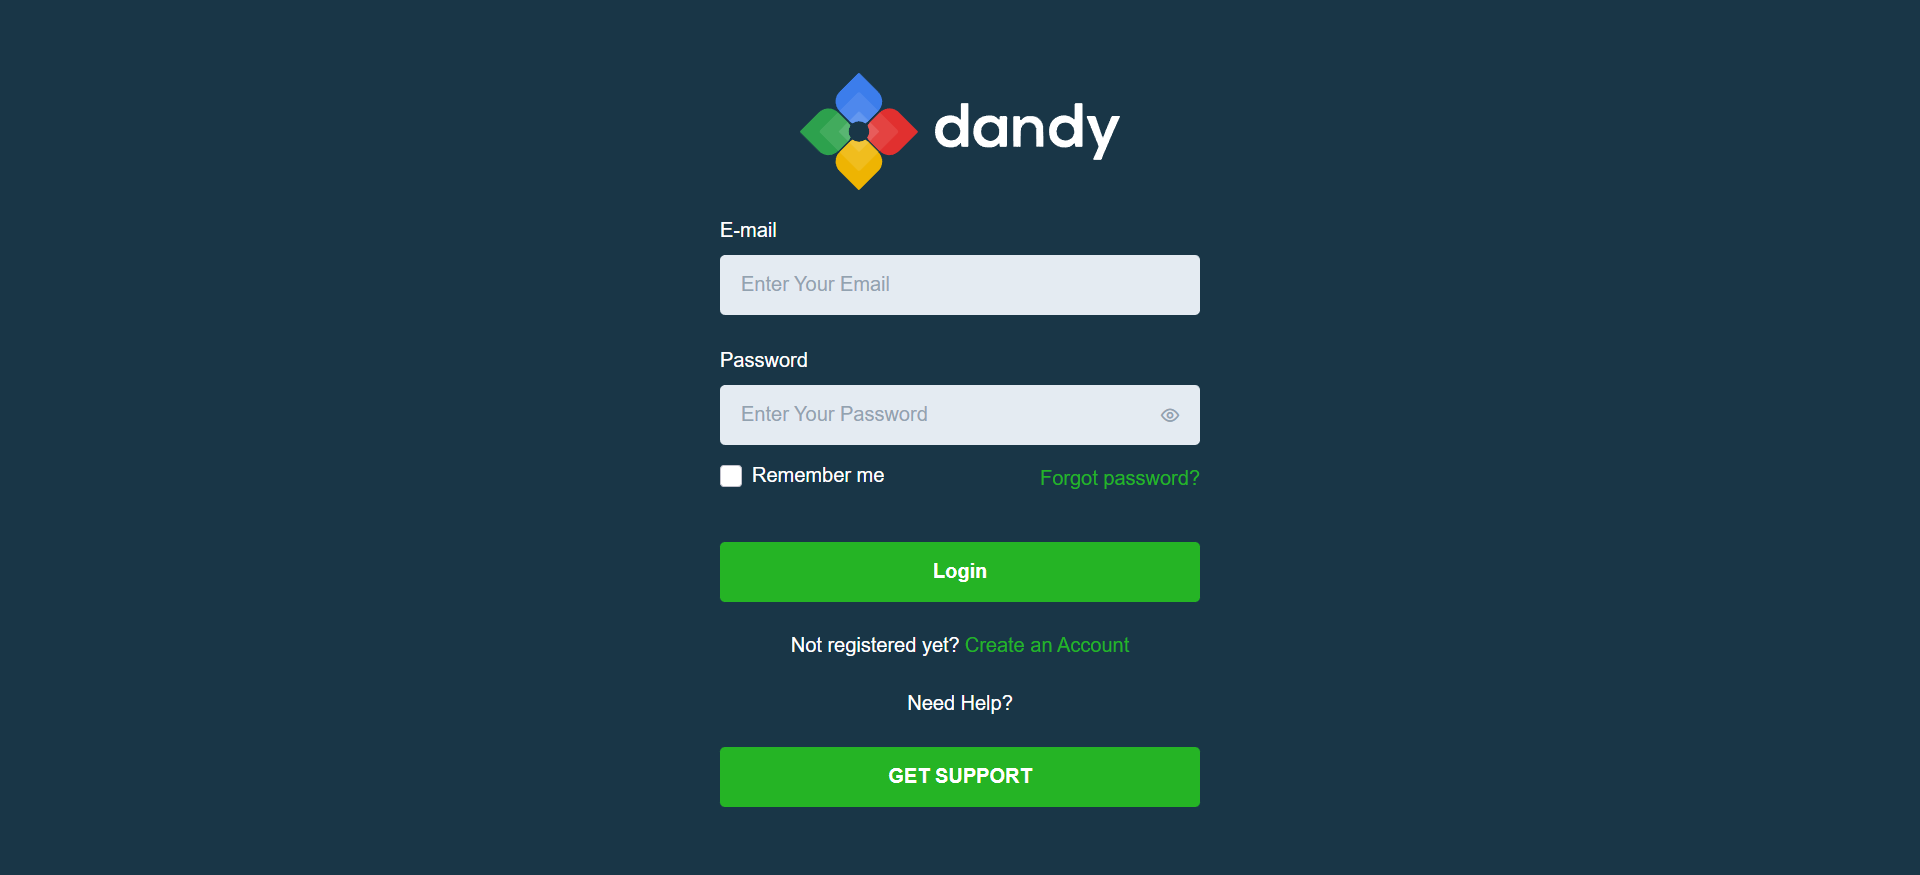 dandy
E-mail
Enter Your Email
Password
Enter Your Password
Remember me
Forgot password?
Login
Not registered yet? Create an Account
Need Help?
GET SUPPORT